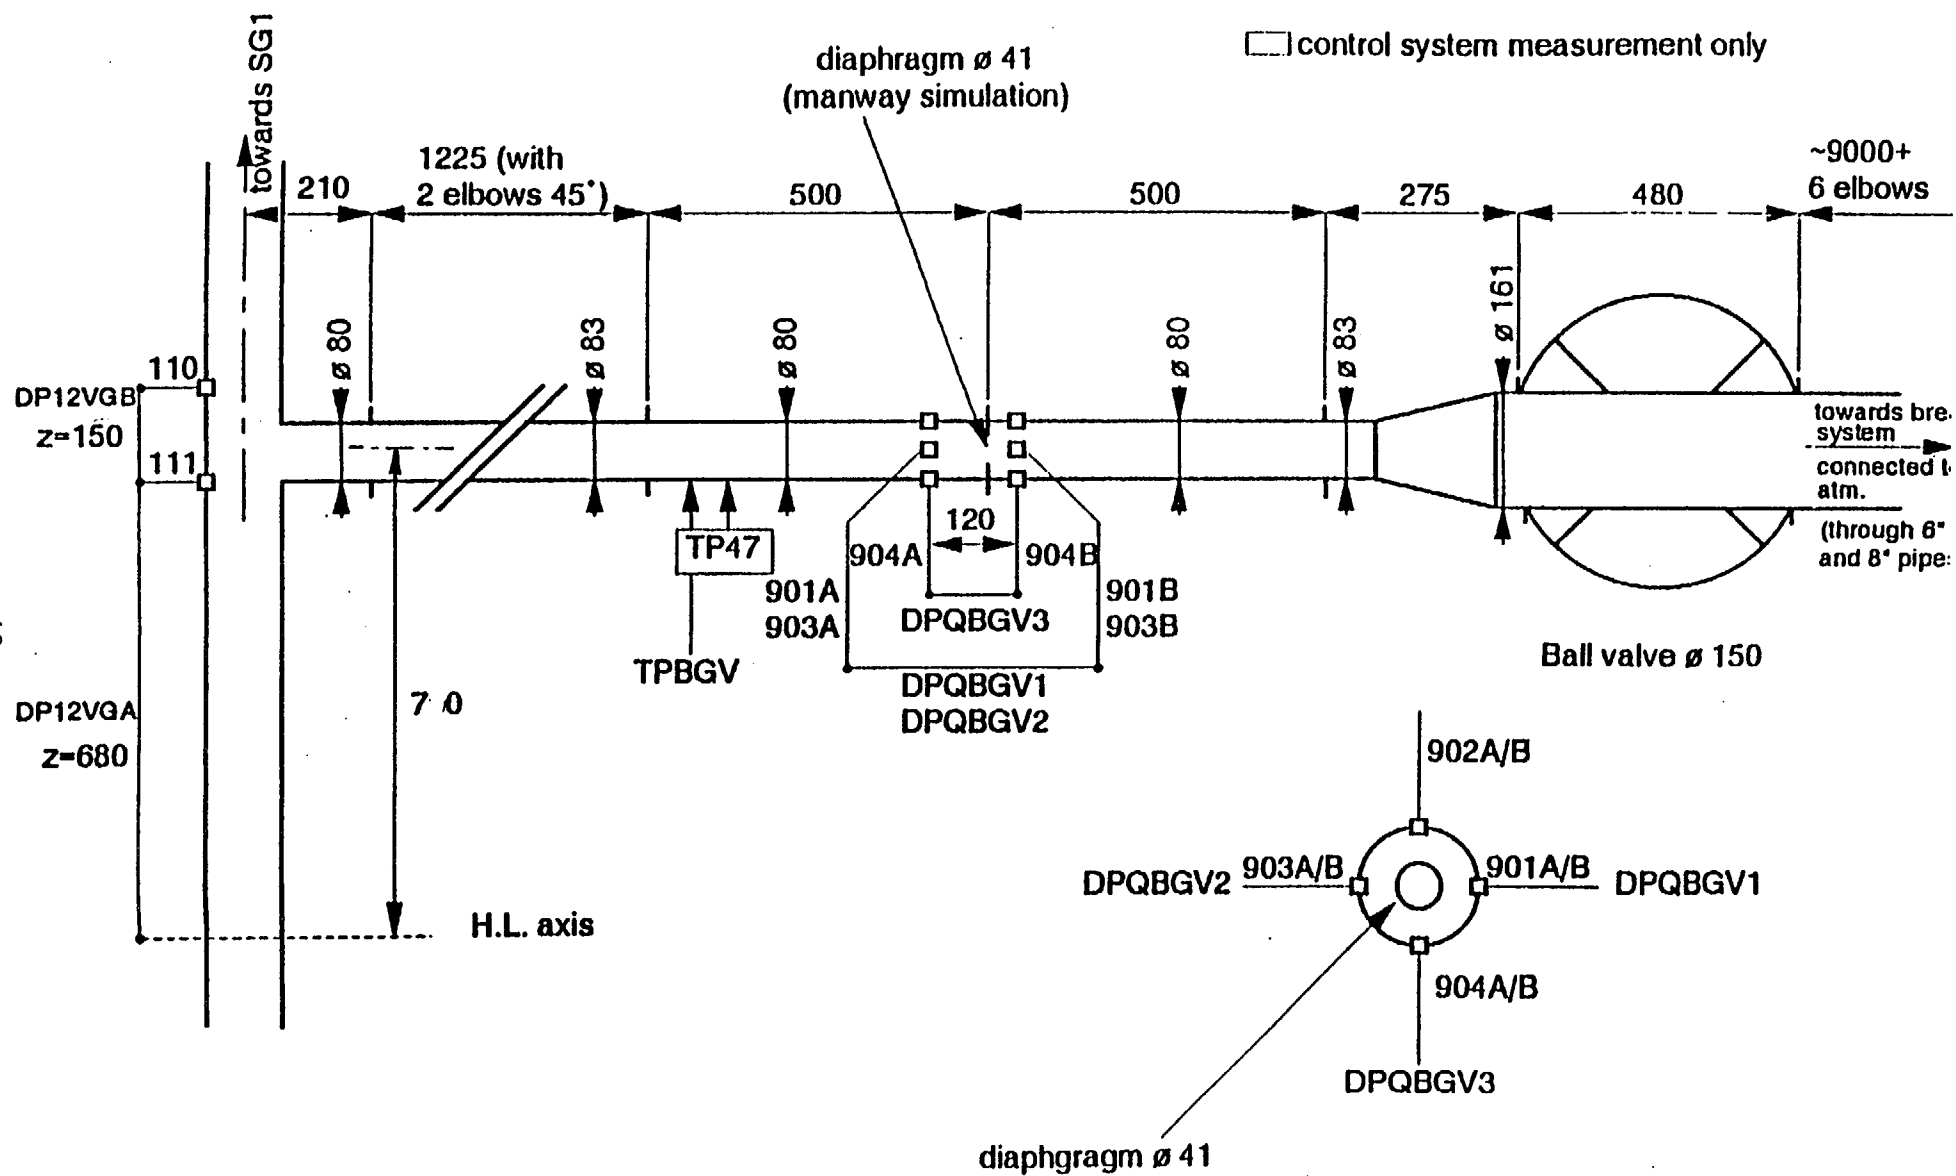 towards SG1
control system measurement only
diaphragm ø 41
(manway simulation)
210
1225 (with
2 elbows 45°)
500
500
275
480
~9000+
6 elbows
ø 80
ø 83
ø 80
ø 80
ø 83
ø 161
110
DP12VGB
z=150
111
towards
system
connected
atm.
(through 6"
and 8"
TP47
120
904A
904B
901A
903A
901B
903B
DPQBGV3
TPBGV
DPQBGV1
DPQBGV2
Ball valve ø 150
DP12VGA
z=680
H.L. axis
902A/B
DPQBGV2
903A/B
901A/B
DPQBGV1
904A/B
DPQBGV3
diaphgragm ø 41